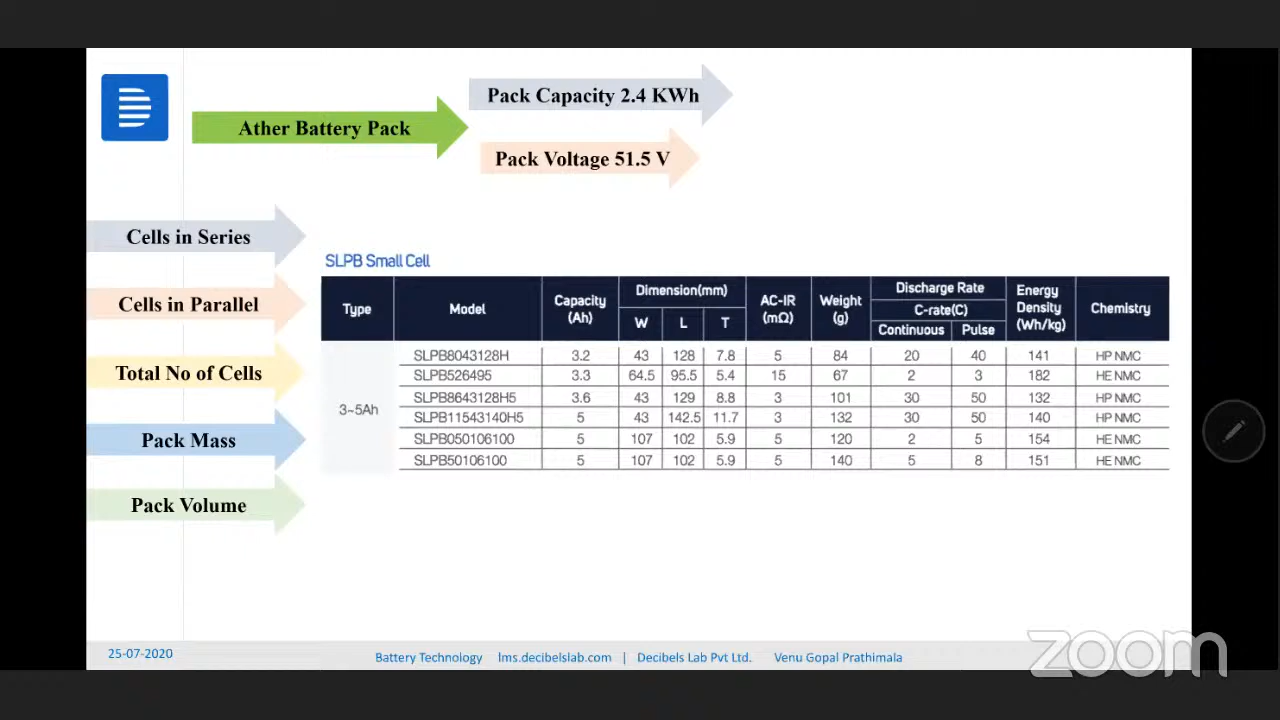 Pack Capacity 2.4 KWh
Ather Battery Pack
Pack Voltage 51.5 V
Cells in Series
Cells in Parallel
Total No of Cells
Pack Mass
Pack Volume
SLPB Small Cell
Type Model Capacity (Ah) Dimension(mm) W L T AC-IR (mΩ) Weight (g) Discharge Rate C-rate(C) Continuous Pulse Energy Density (Wh/kg) Chemistry
3~5Ah
SLPB8043128H 3.2 43 128 7.8 5 84 20 40 141 HP NMC
SLPB526495 3.3 64.5 95.5 5.4 15 67 2 3 182 HE NMC
SLPB8643128H5 3.6 43 129 8.8 3 101 30 50 132 HP NMC
SLPB11543140H5 5 43 142.5 11.7 3 132 30 50 140 HP NMC
SLPB050106100 5 107 102 5.9 5 120 2 5 154 HE NMC
SLPB50106100 5 107 102 5.9 5 140 5 8 151 HE NMC
25-07-2020
Battery Technology lms.decibelslab.com | Decibels Lab Pvt Ltd. Venu Gopal Prathimala
zoom